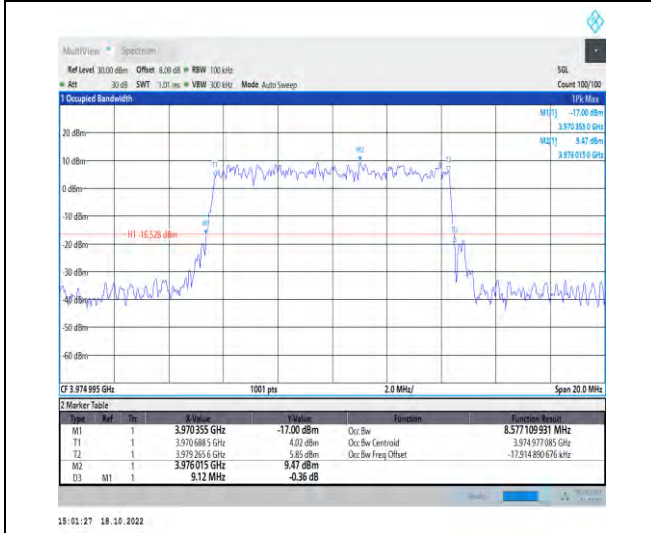 MultiView Spectrum
Ref Level 30.00 dBm Offset 8.00 dB RBW 100 kHz SGL
Att 30 dB SWT 1.01 ms VBW 300 kHz Mode Auto Sweep Count 100/100
1 Occupied Bandwidth 1Pk Max
M1[1] -17.00 dBm
3.970 355 0 GHz
M2[1] 9.47 dBm
3.976 015 0 GHz
20 dBm
M2
10 dBm
T1
0 dBm
-10 dBm
M1
H1 -16.528 dBm
-20 dBm
-30 dBm
-40 dBm
-50 dBm
-60 dBm
CF 3.974 995 GHz 1001 pts 2.0 MHz/ Span 20.0 MHz
2 Marker Table
Type Ref Trc X-Value Y-Value Function Function Result
M1 1 3.970 355 GHz -17.00 dBm Occ Bw 8.577 109 931 MHz
T1 1 3.970 688 5 GHz 4.02 dBm Occ Bw Centroid 3.974 977 085 GHz
T2 1 3.979 265 6 GHz 5.85 dBm Occ Bw Freq Offset -17.914 890 676 kHz
M2 1 3.976 015 GHz 9.47 dBm
D3 M1 1 9.12 MHz -0.36 dB
15:01:27 18.10.2022